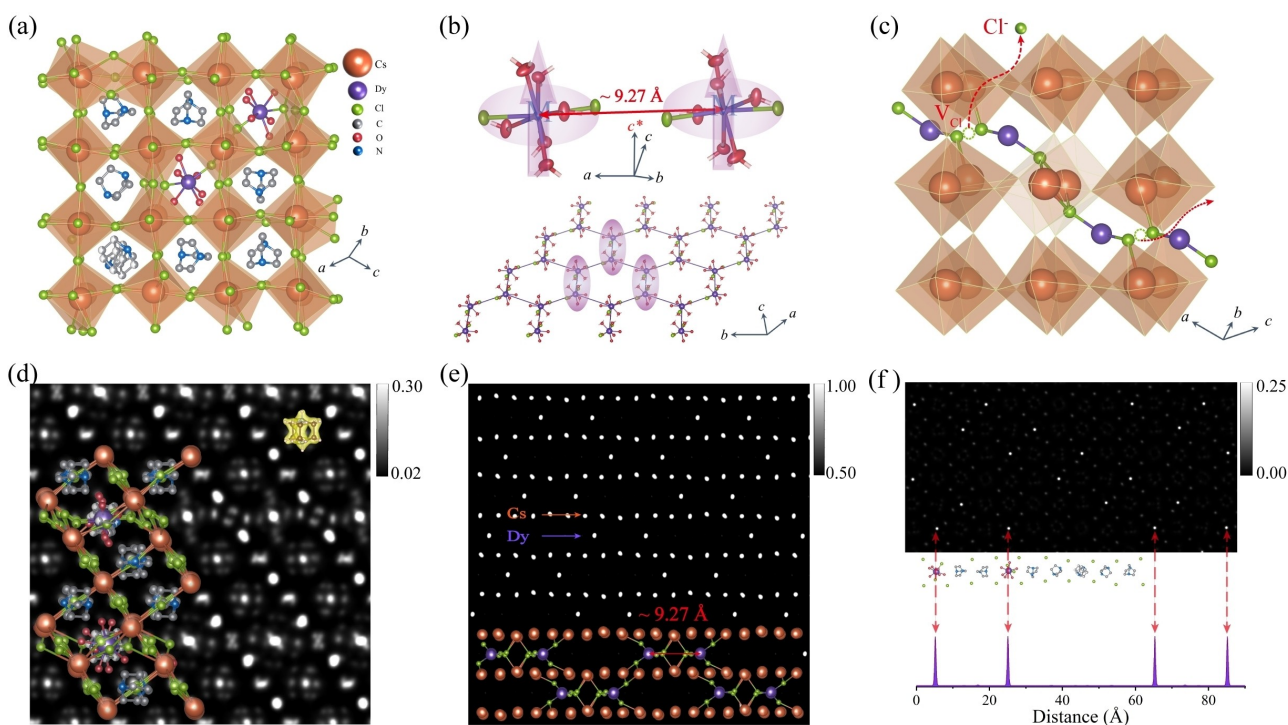 (a)
Cs
Dy
Cl
C
O
N
b
a
c
(b)
~ 9.27 Å
c*
c
a
b
c
a
b
(c)
Cl-
VCl
a
b
c
(d)
0.30
0.02
(e)
1.00
0.50
Cs
Dy
~ 9.27 Å
(f)
0.25
0.00
0 20 40 60 80
Distance (Å)